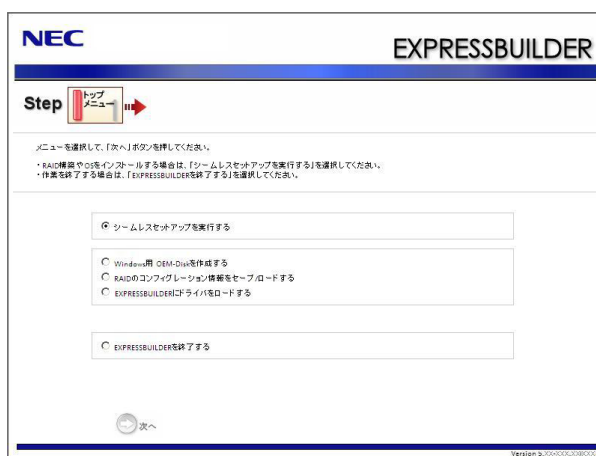 NEC
EXPRESSBUILDER
Step トップメニュー
メニューを選択して、「次へ」ボタンを押してください。
・RAID構築やOSをインストールする場合は、「シームレスセットアップを実行する」を選択してください。
・作業を終了する場合は、「EXPRESSBUILDERを終了する」を選択してください。
シームレスセットアップを実行する
Windows用 OEM-Diskを作成する
RAIDのコンフィグレーション情報をセーブ/ロードする
EXPRESSBUILDERにドライバをロードする
EXPRESSBUILDERを終了する
次へ
Version